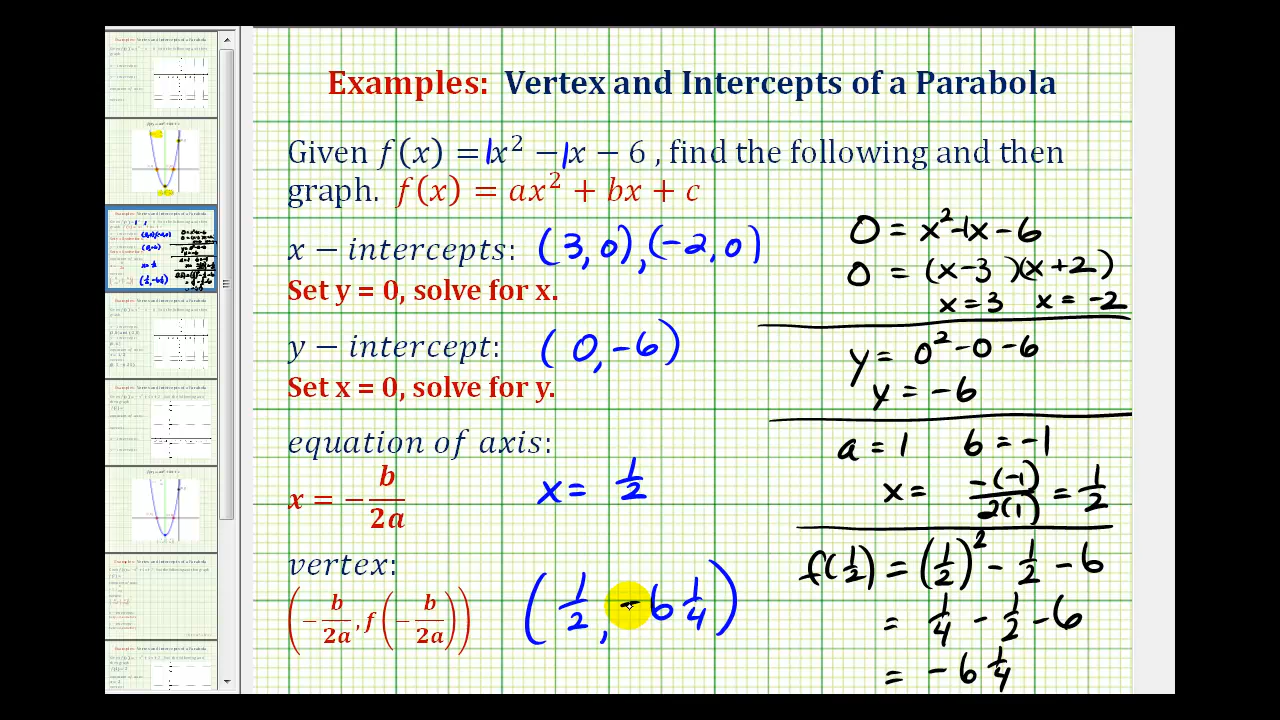 Examples: Vertex and Intercepts of a Parabola
Given f(x) = 1x² − 1x − 6 , find the following and then
graph. f(x) = ax² + bx + c
x − intercepts: (3, 0), (−2, 0)
Set y = 0, solve for x.
y − intercept: (0, −6)
Set x = 0, solve for y.
equation of axis:
x = − b/2a x = 1/2
vertex:
(− b/2a , f (− b/2a)) (1/2, −6 1/4)
0 = x² − 1x − 6
0 = (x − 3)(x + 2)
x = 3 x = −2
y = 0² − 0 − 6
y = −6
a = 1 b = −1
x = −(−1)/2(1) = 1/2
f(1/2) = (1/2)² − 1/2 − 6
= 1/4 − 1/2 − 6
= −6 1/4